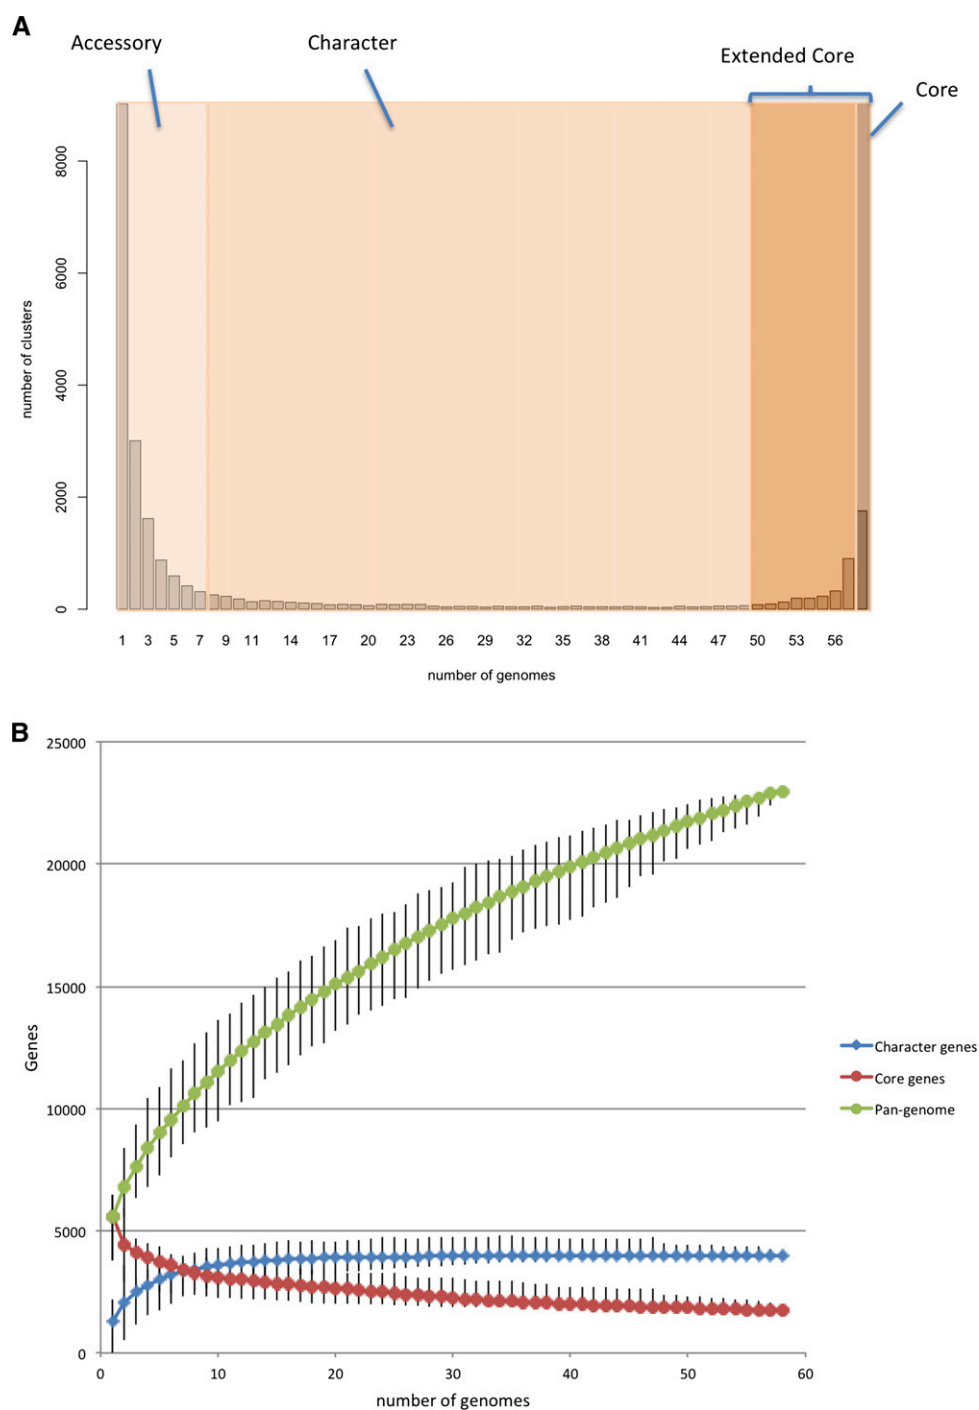 A
Accessory
Character
Extended Core
Core
number of clusters
8000
6000
4000
2000
0
1 3 5 7 9 11 14 17 20 23 26 29 32 35 38 41 44 47 50 53 56
number of genomes
B
25000
20000
15000
10000
5000
0
Genes
0 10 20 30 40 50 60
number of genomes
Character genes
Core genes
Pan-genome